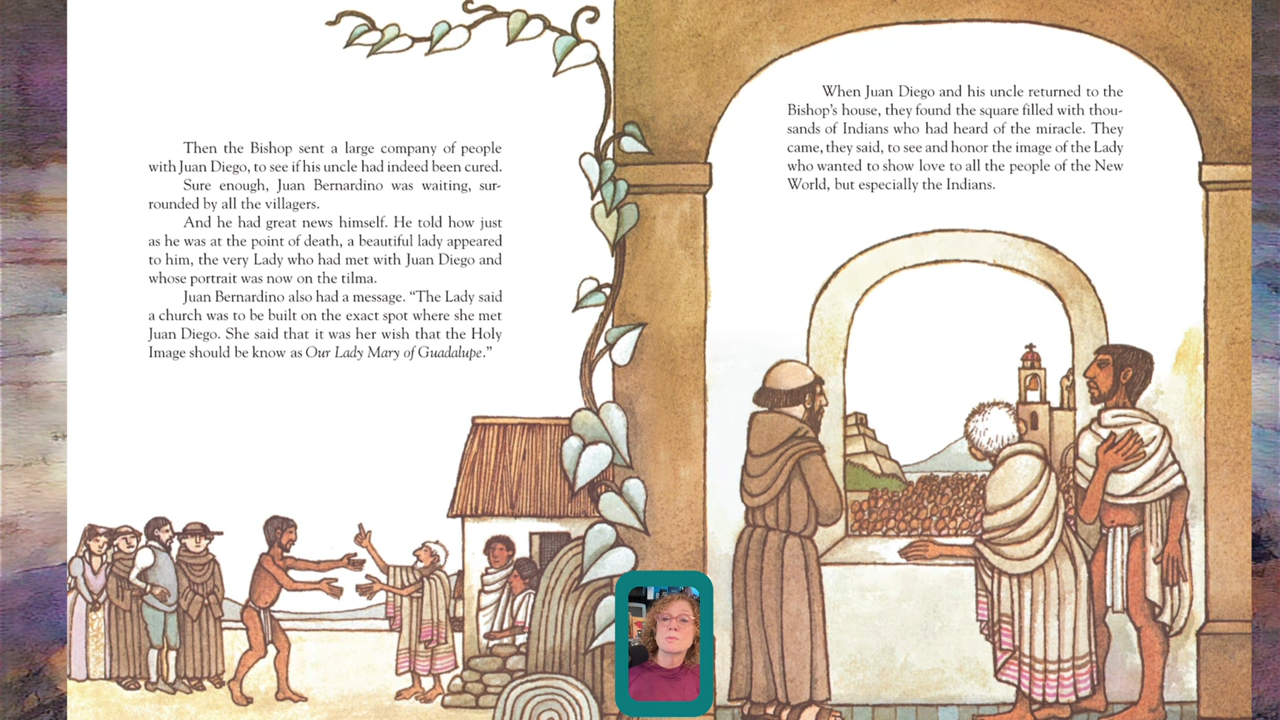 Then the Bishop sent a large company of people
with Juan Diego, to see if his uncle had indeed been cured.
Sure enough, Juan Bernardino was waiting, sur-
rounded by all the villagers.
And he had great news himself. He told how just
as he was at the point of death, a beautiful lady appeared
to him, the very Lady who had met with Juan Diego and
whose portrait was now on the tilma.
Juan Bernardino also had a message. “The Lady said
a church was to be built on the exact spot where she met
Juan Diego. She said that it was her wish that the Holy
Image should be know as Our Lady Mary of Guadalupe.”
When Juan Diego and his uncle returned to the
Bishop’s house, they found the square filled with thou-
sands of Indians who had heard of the miracle. They
came, they said, to see and honor the image of the Lady
who wanted to show love to all the people of the New
World, but especially the Indians.